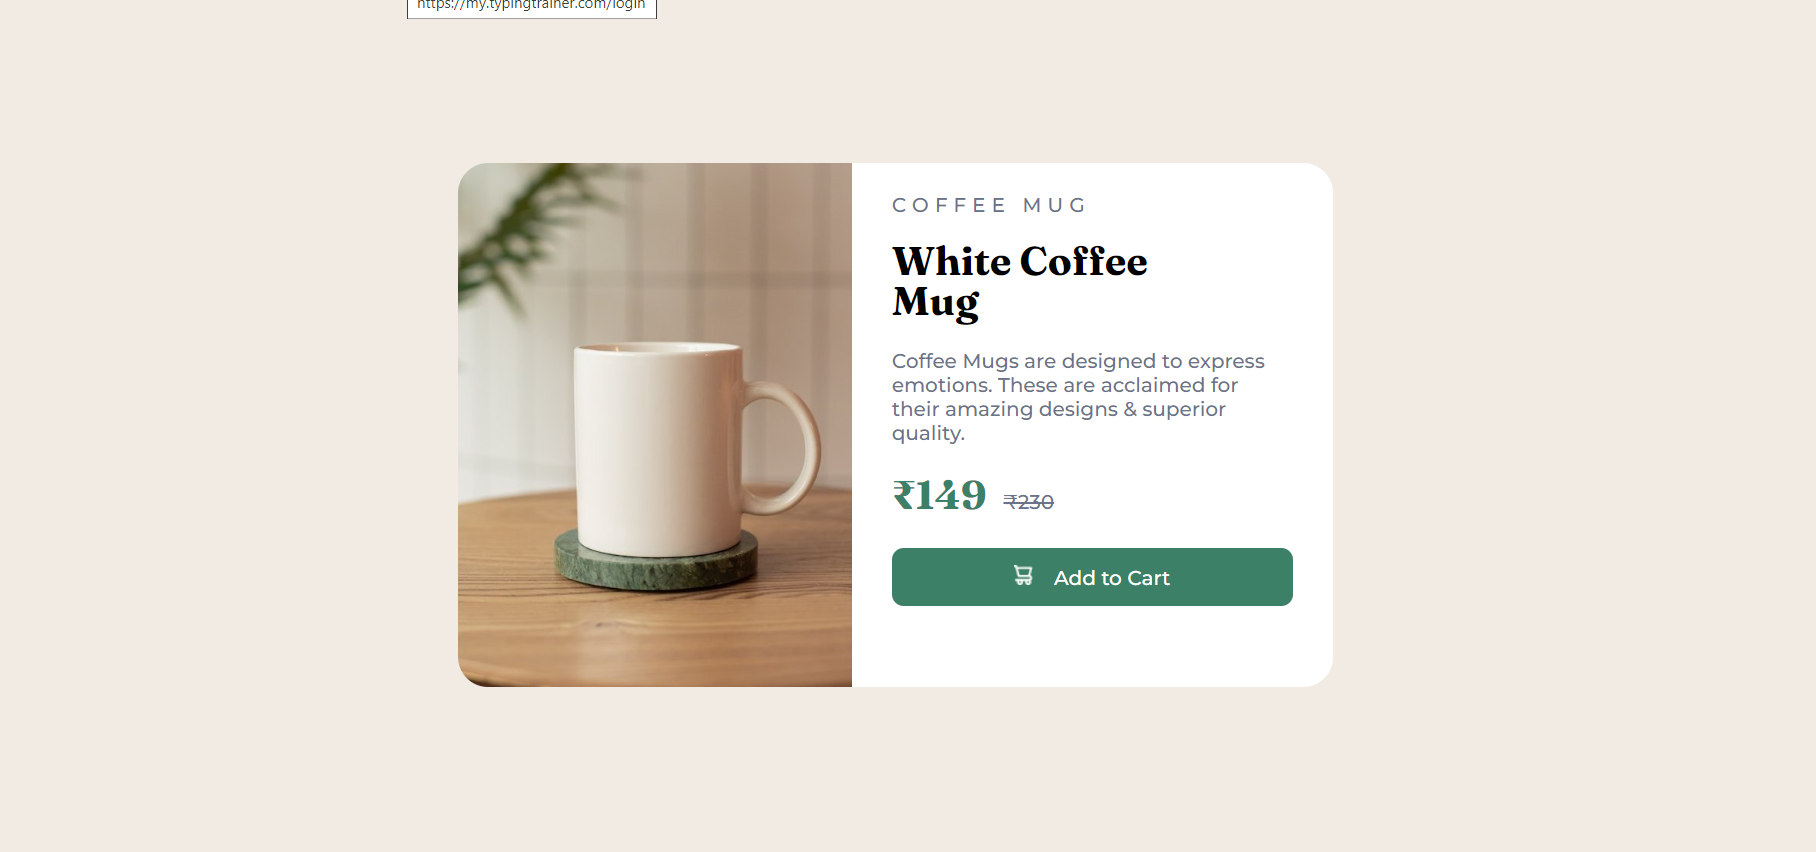 https://my.typingtrainer.com/login
COFFEE MUG
White Coffee
Mug
Coffee Mugs are designed to express
emotions. These are acclaimed for
their amazing designs & superior
quality.
₹149 ₹230
Add to Cart